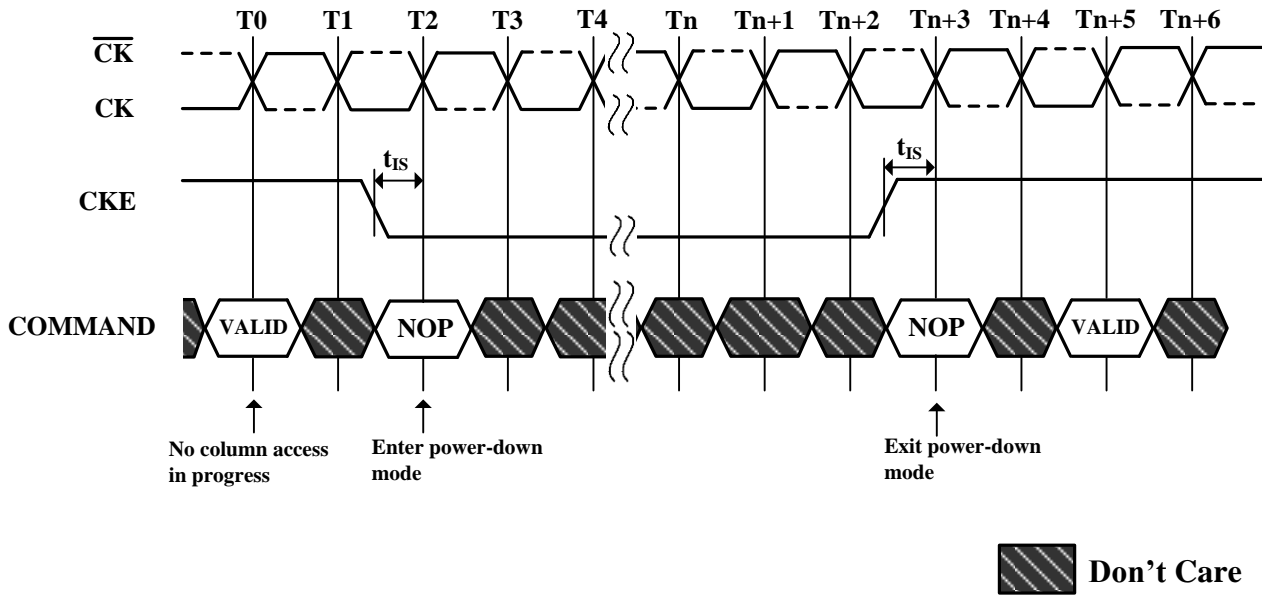 T0 T1 T2 T3 T4 Tn Tn+1 Tn+2 Tn+3 Tn+4 Tn+5 Tn+6
C̅K̅
CK
tIS tIS
CKE
COMMAND VALID NOP NOP VALID
No column access
in progress
Enter power-down
mode
Exit power-down
mode
Don't Care